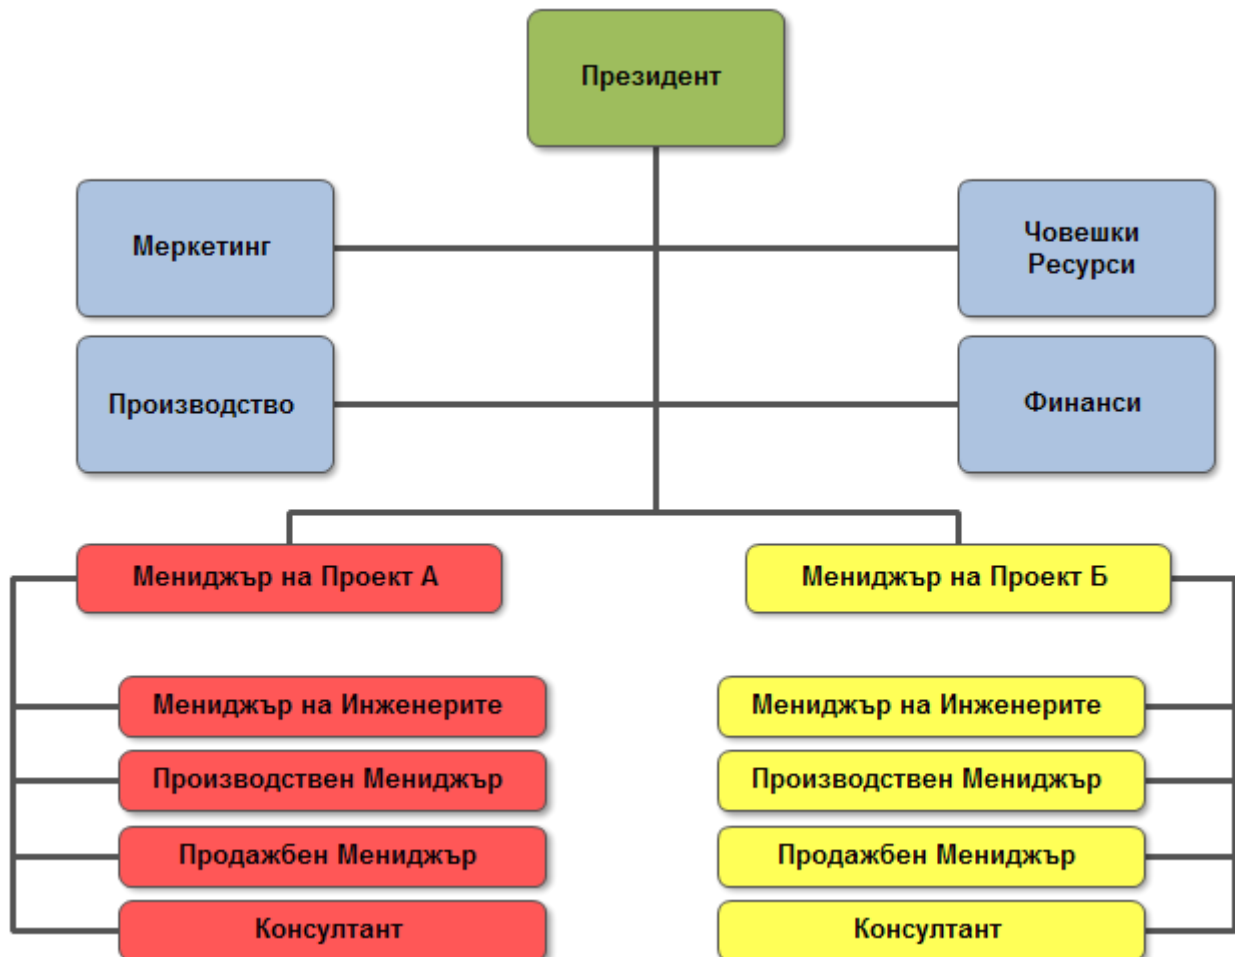 Президент
Меркетинг
Човешки
Ресурси
Производство
Финанси
Мениджър на Проект А
Мениджър на Проект Б
Мениджър на Инженерите
Мениджър на Инженерите
Производствен Мениджър
Производствен Мениджър
Продажбен Мениджър
Продажбен Мениджър
Консултант
Консултант